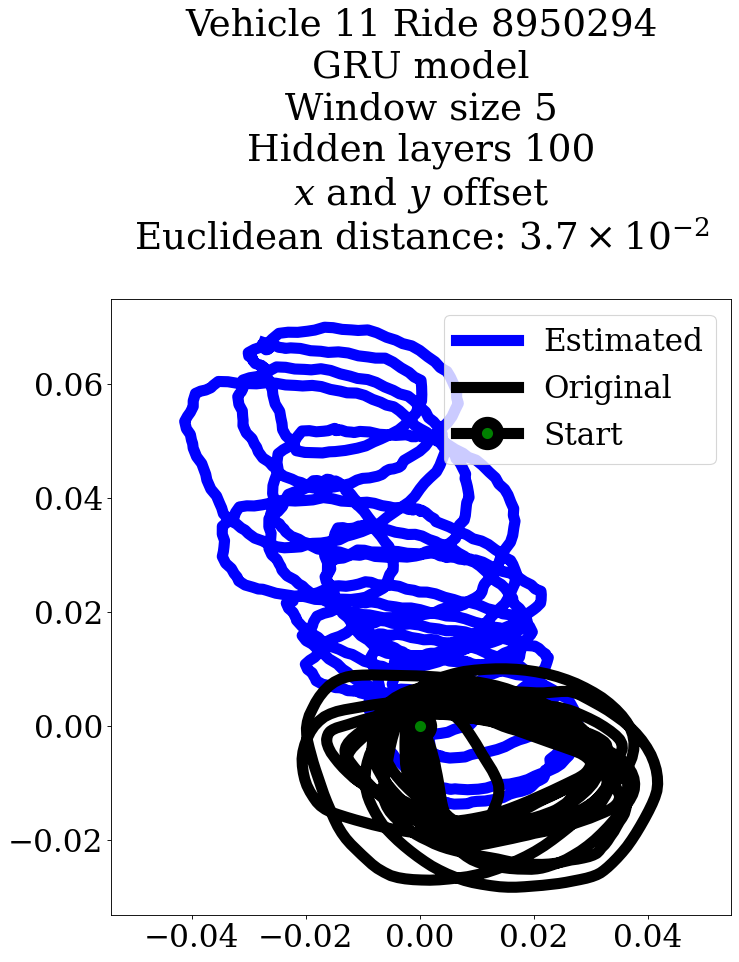 Vehicle 11 Ride 8950294
GRU model
Window size 5
Hidden layers 100
x and y offset
Euclidean distance: 3.7 × 10⁻²
Estimated
Original
Start
0.06
0.04
0.02
0.00
−0.02
−0.04 −0.02 0.00 0.02 0.04